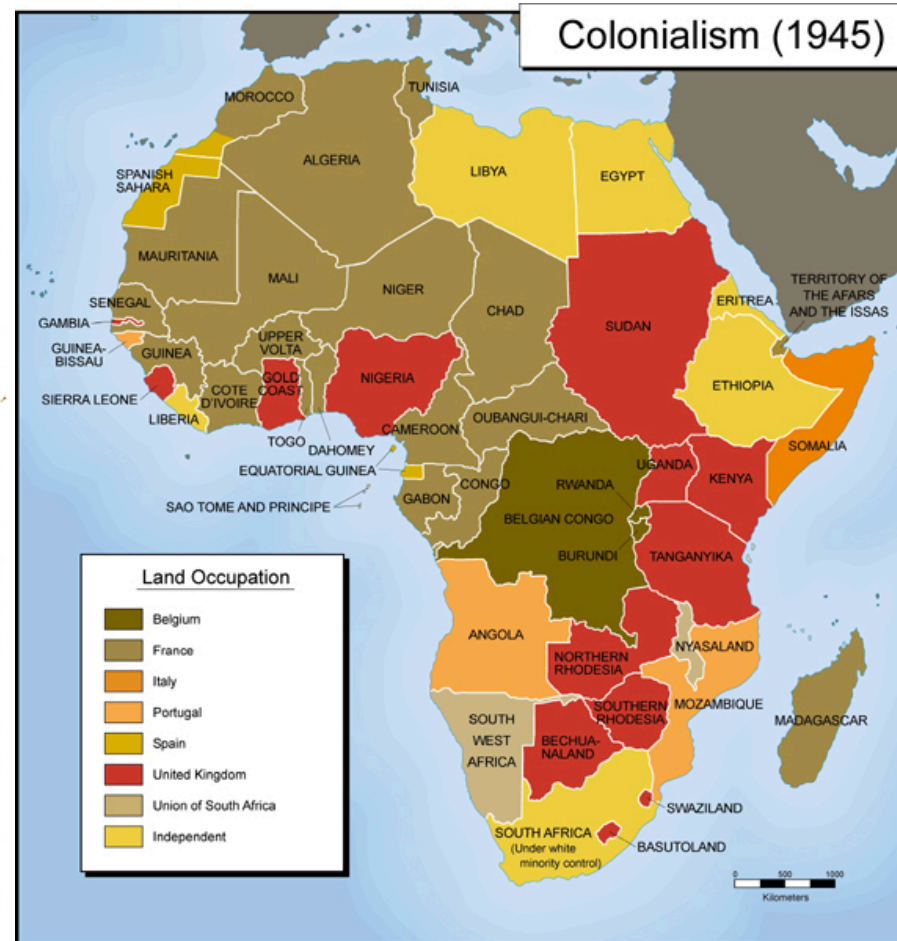 Colonialism (1945)
TUNISIA
MOROCCO
ALGERIA
LIBYA
EGYPT
SPANISH
SAHARA
MAURITANIA
MALI
NIGER
CHAD
SUDAN
ERITREA
TERRITORY OF
THE AFARS
AND THE ISSAS
SENEGAL
GAMBIA
GUINEA-
BISSAU
GUINEA
UPPER
VOLTA
SIERRA LEONE
LIBERIA
COTE
D'IVOIRE
GOLD
COAST
NIGERIA
ETHIOPIA
TOGO
DAHOMEY
CAMEROON
OUBANGUI-CHARI
SOMALIA
EQUATORIAL GUINEA
SAO TOME AND PRINCIPE
GABON
CONGO
BELGIAN CONGO
RWANDA
BURUNDI
UGANDA
KENYA
TANGANYIKA
ANGOLA
NORTHERN
RHODESIA
NYASALAND
MOZAMBIQUE
MADAGASCAR
SOUTH
WEST
AFRICA
SOUTHERN
RHODESIA
BECHUA-
NALAND
SWAZILAND
SOUTH AFRICA
(Under white
minority control)
BASUTOLAND
Land Occupation
Belgium
France
Italy
Portugal
Spain
United Kingdom
Union of South Africa
Independent
0 500 1000
Kilometers